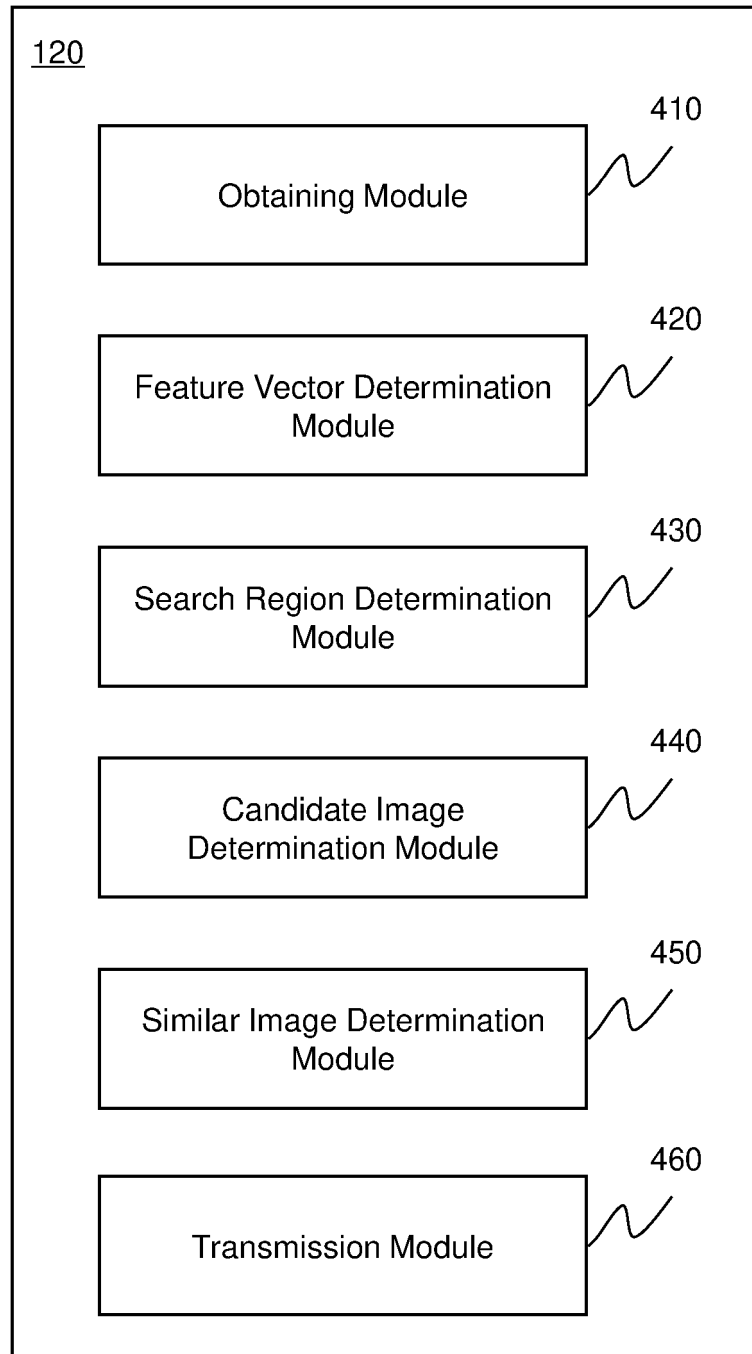 120
410
Obtaining Module
420
Feature Vector Determination
Module
430
Search Region Determination
Module
440
Candidate Image
Determination Module
450
Similar Image Determination
Module
460
Transmission Module